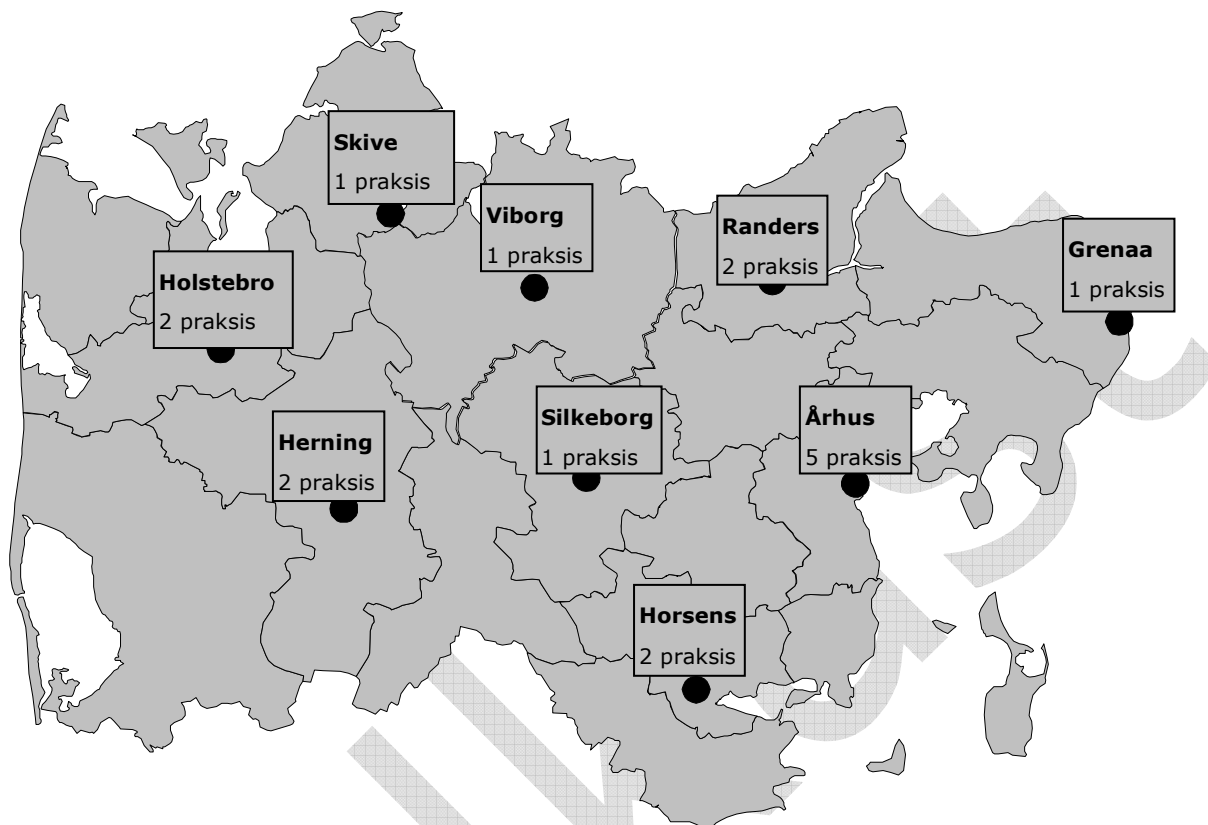 Skive
1 praksis
Viborg
1 praksis
Randers
2 praksis
Grenaa
1 praksis
Holstebro
2 praksis
Herning
2 praksis
Silkeborg
1 praksis
Århus
5 praksis
Horsens
2 praksis